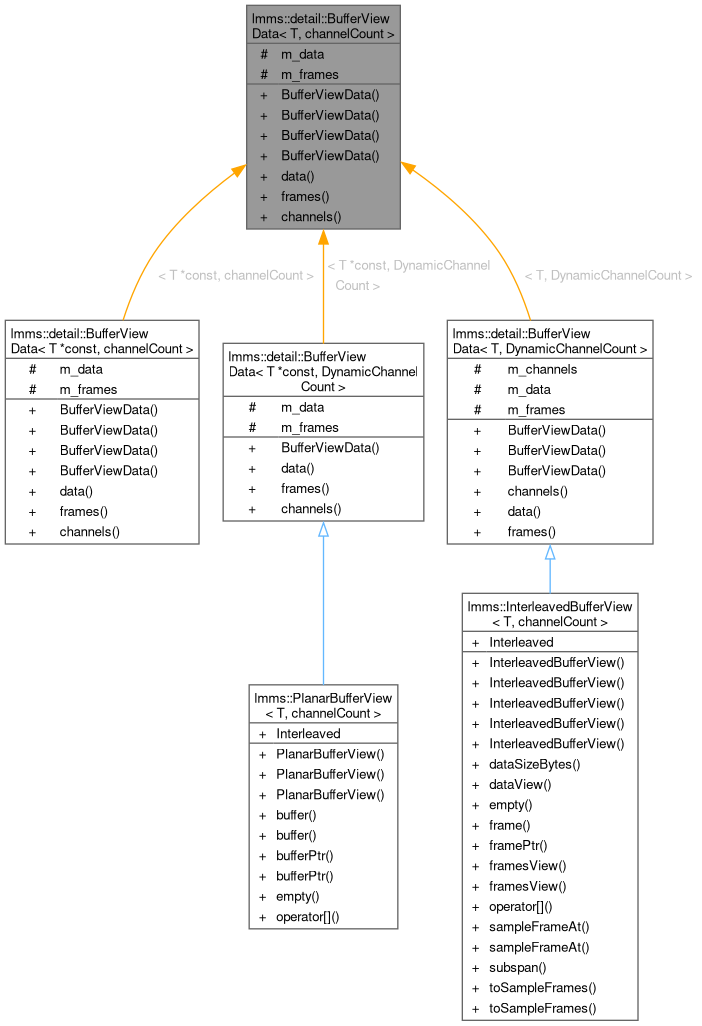 lmms::detail::BufferView
Data< T, channelCount >
# m_data
# m_frames
+ BufferViewData()
+ BufferViewData()
+ BufferViewData()
+ BufferViewData()
+ data()
+ frames()
+ channels()
< T *const, channelCount >
< T *const, DynamicChannel
Count >
< T, DynamicChannelCount >
lmms::detail::BufferView
Data< T *const, channelCount >
# m_data
# m_frames
+ BufferViewData()
+ BufferViewData()
+ BufferViewData()
+ BufferViewData()
+ data()
+ frames()
+ channels()
lmms::detail::BufferView
Data< T *const, DynamicChannel
Count >
# m_data
# m_frames
+ BufferViewData()
+ data()
+ frames()
+ channels()
lmms::detail::BufferView
Data< T, DynamicChannelCount >
# m_channels
# m_data
# m_frames
+ BufferViewData()
+ BufferViewData()
+ BufferViewData()
+ channels()
+ data()
+ frames()
lmms::PlanarBufferView
< T, channelCount >
+ Interleaved
+ PlanarBufferView()
+ PlanarBufferView()
+ PlanarBufferView()
+ buffer()
+ buffer()
+ bufferPtr()
+ bufferPtr()
+ empty()
+ operator[]()
lmms::InterleavedBufferView
< T, channelCount >
+ Interleaved
+ InterleavedBufferView()
+ InterleavedBufferView()
+ InterleavedBufferView()
+ InterleavedBufferView()
+ InterleavedBufferView()
+ dataSizeBytes()
+ dataView()
+ empty()
+ frame()
+ framePtr()
+ framesView()
+ framesView()
+ operator[]()
+ sampleFrameAt()
+ sampleFrameAt()
+ subspan()
+ toSampleFrames()
+ toSampleFrames()